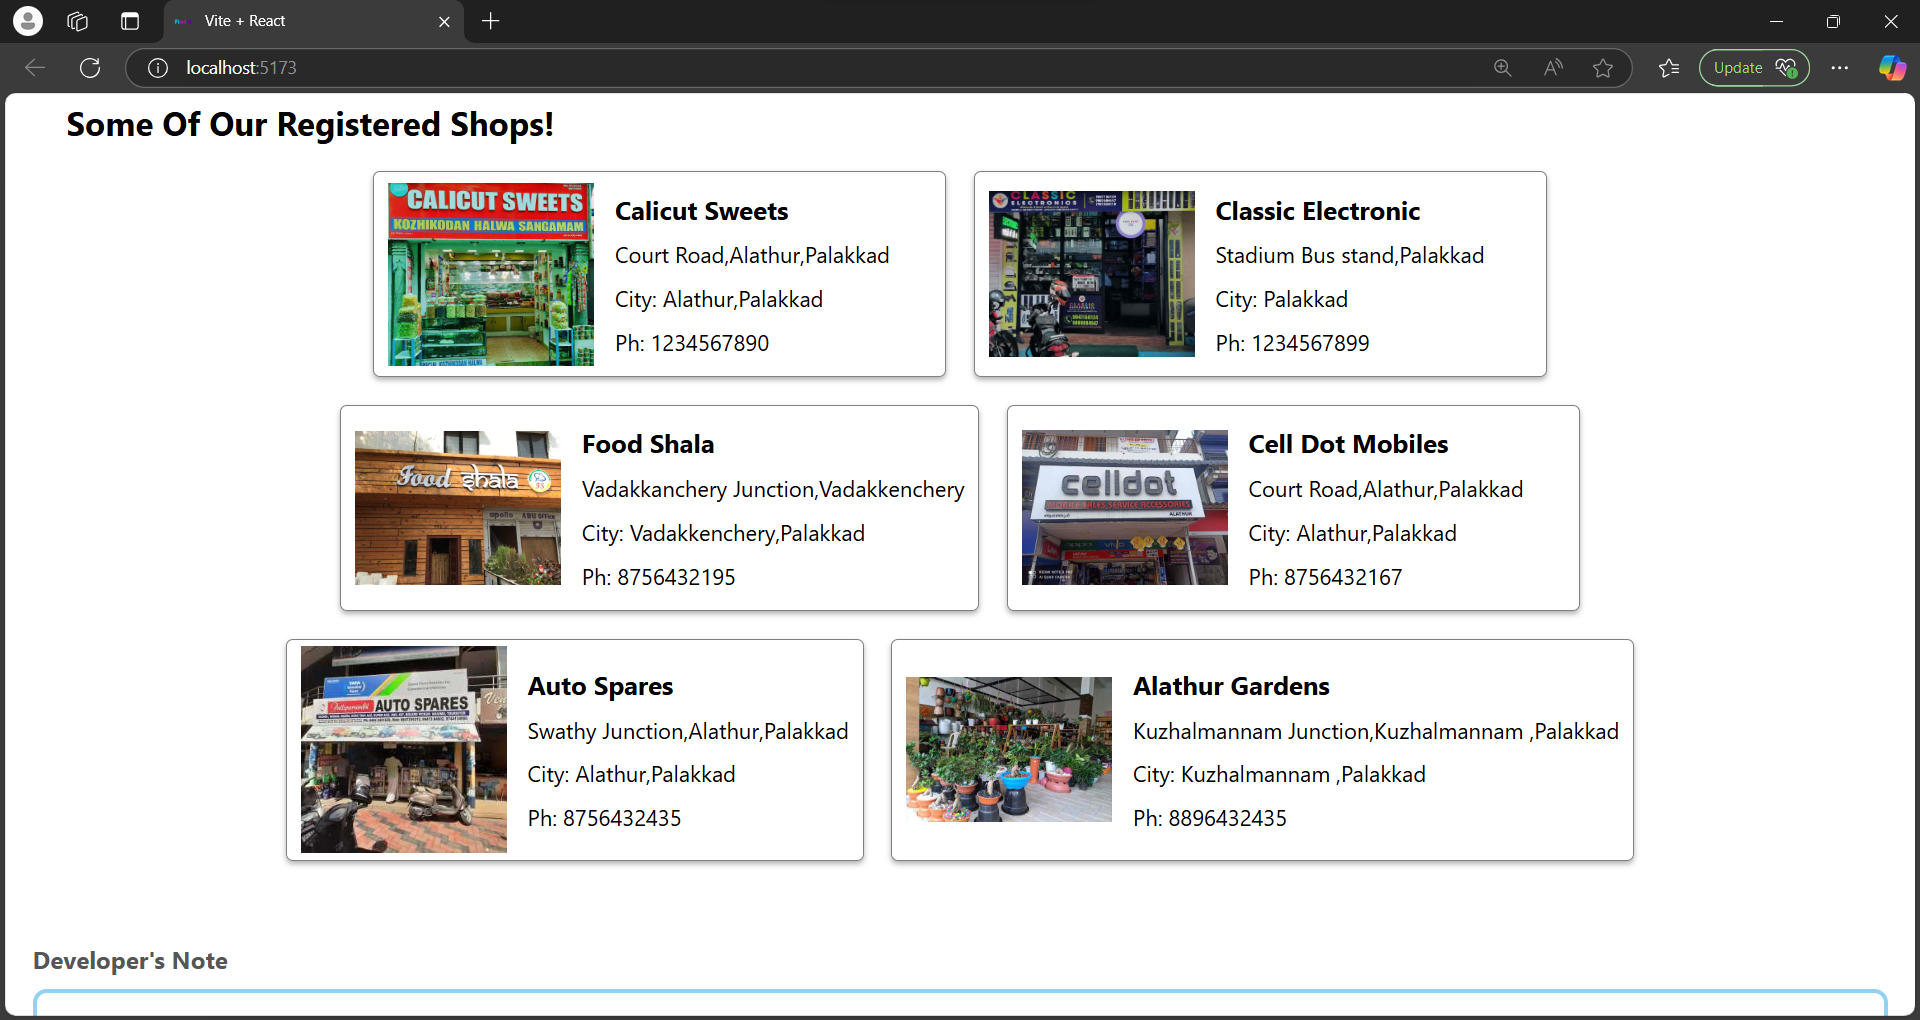 Vite + React
localhost:5173
Update
Some Of Our Registered Shops!
CALICUT SWEETS
KOZHIKODAN HALWA SANGAMAM
Calicut Sweets
Court Road,Alathur,Palakkad
City: Alathur,Palakkad
Ph: 1234567890
CLASSIC
ELECTRONICS
Classic Electronic
Stadium Bus stand,Palakkad
City: Palakkad
Ph: 1234567899
Food Shala
apollo
Food Shala
Vadakkanchery Junction,Vadakkenchery
City: Vadakkenchery,Palakkad
Ph: 8756432195
celldot
ALATHUR
oppo
vivo
Cell Dot Mobiles
Court Road,Alathur,Palakkad
City: Alathur,Palakkad
Ph: 8756432167
AUTO SPARES
Auto Spares
Swathy Junction,Alathur,Palakkad
City: Alathur,Palakkad
Ph: 8756432435
Alathur Gardens
Kuzhalmannam Junction,Kuzhalmannam ,Palakkad
City: Kuzhalmannam ,Palakkad
Ph: 8896432435
Developer's Note